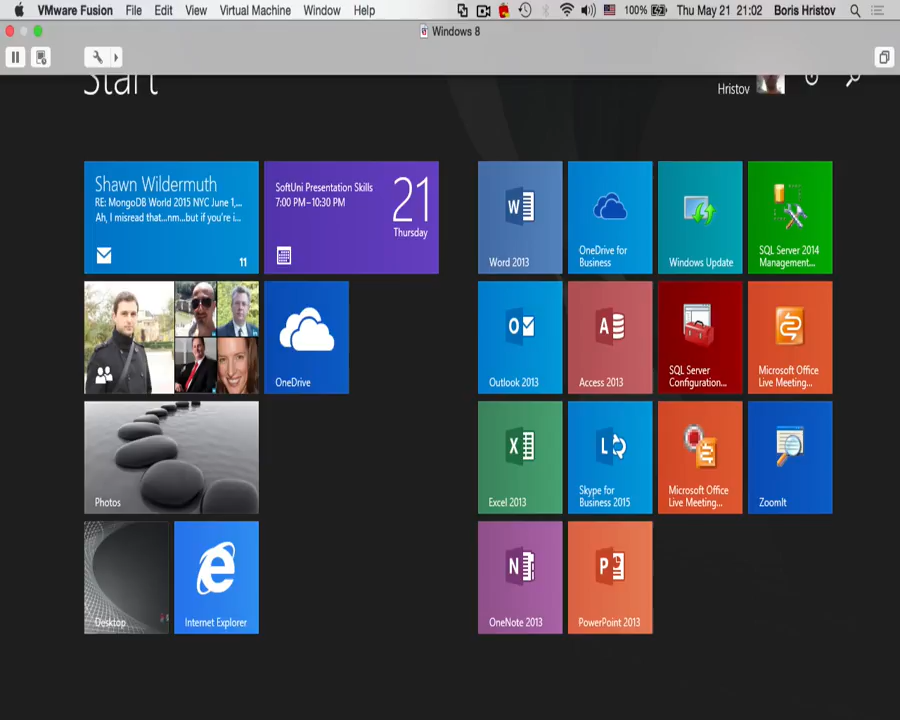 VMware Fusion File Edit View Virtual Machine Window Help 100% Thu May 21 21:02 Boris Hristov
Windows 8
Start
Hristov
Shawn Wildermuth
RE: MongoDB World 2015 NYC June 1,...
Ah, I misread that...nm...but if you're i...
11
SoftUni Presentation Skills
7:00 PM–10:30 PM
21
Thursday
Word 2013
OneDrive for
Business
Windows Update
SQL Server 2014
Management...
OneDrive
Outlook 2013
Access 2013
SQL Server
Configuration...
Microsoft Office
Live Meeting...
Photos
Excel 2013
Skype for
Business 2015
Microsoft Office
Live Meeting...
ZoomIt
Desktop
Internet Explorer
OneNote 2013
PowerPoint 2013